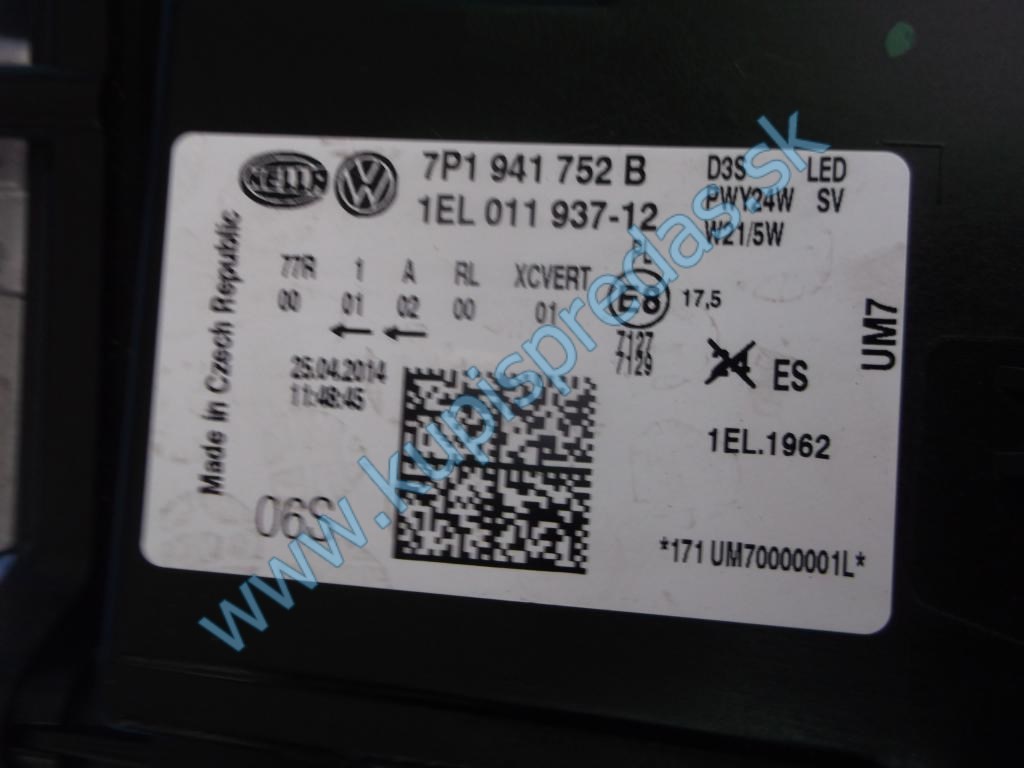 HELLA
VW
7P1 941 752 B
1EL 011 937-12
D3S LED
PWY24W SV
W21/5W
77R 1 A RL XCVERT
00 01 02 00 01
E8 17,5
7127
7129
24 ES
25.04.2014
11:48:45
Made in Czech Republic
UM7
1EL.1962
06S
*171 UM70000001L*
www.kupispredas.sk